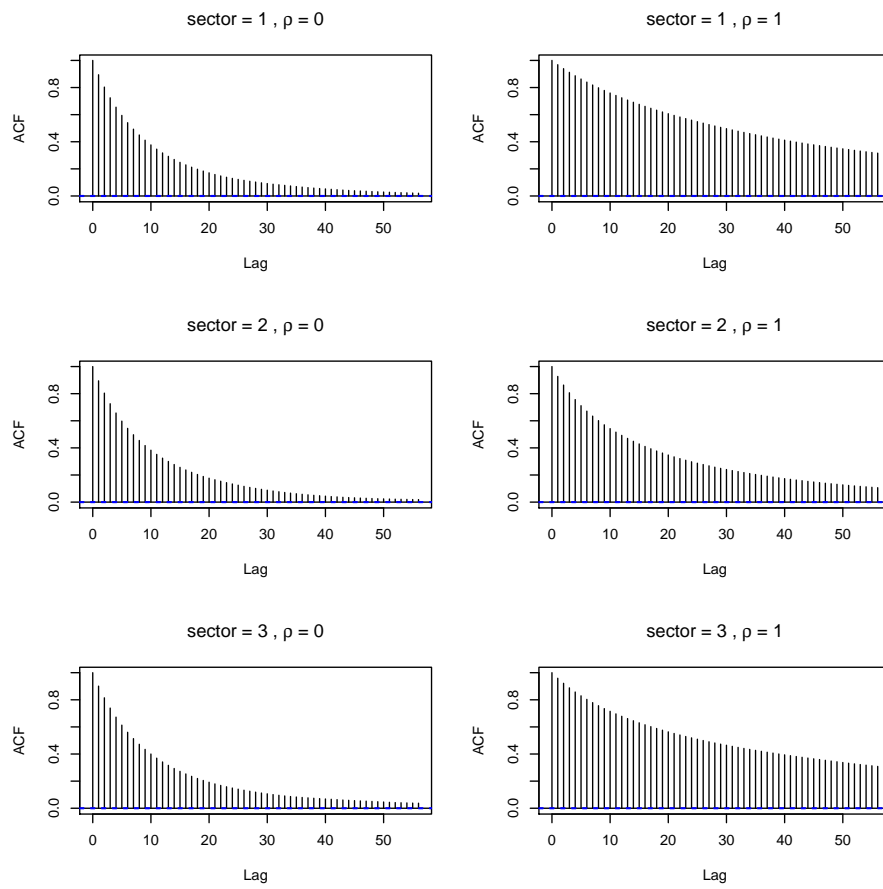 sector = 1 , ρ = 0
ACF
0.0 0.4 0.8
0 10 20 30 40 50
Lag
sector = 1 , ρ = 1
ACF
0.0 0.4 0.8
0 10 20 30 40 50
Lag
sector = 2 , ρ = 0
ACF
0.0 0.4 0.8
0 10 20 30 40 50
Lag
sector = 2 , ρ = 1
ACF
0.0 0.4 0.8
0 10 20 30 40 50
Lag
sector = 3 , ρ = 0
ACF
0.0 0.4 0.8
0 10 20 30 40 50
Lag
sector = 3 , ρ = 1
ACF
0.0 0.4 0.8
0 10 20 30 40 50
Lag